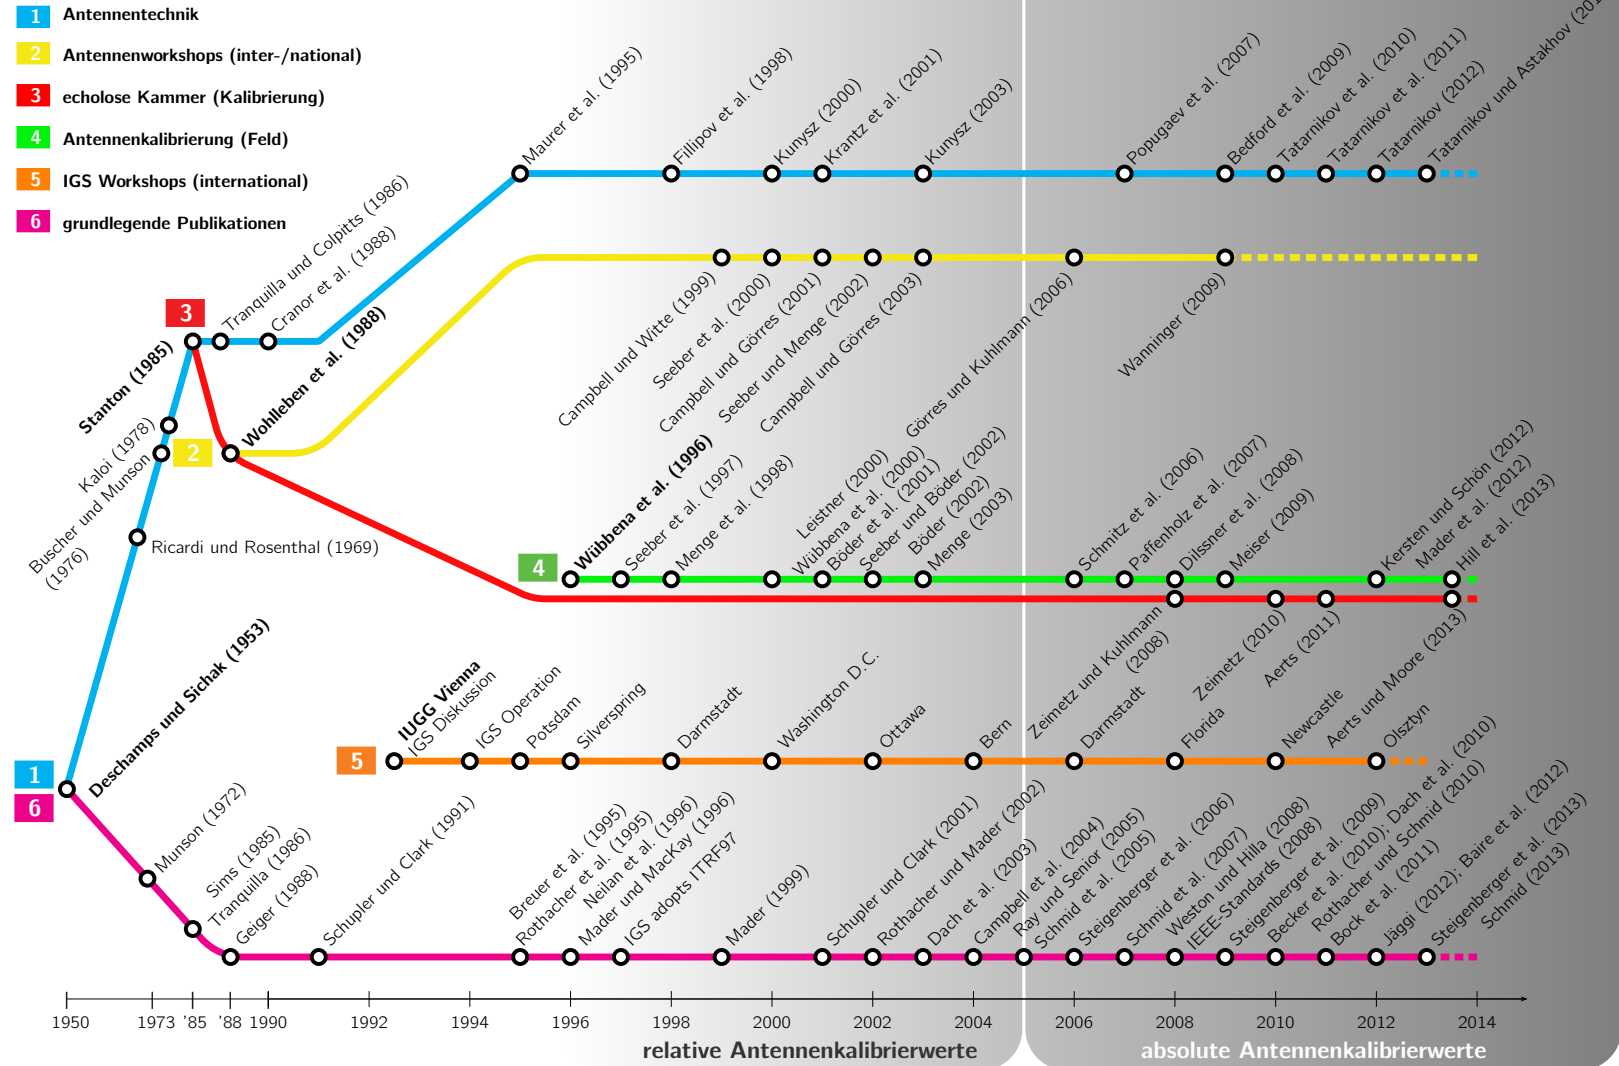 1 Antennentechnik
2 Antennenworkshops (inter-/national)
3 echolose Kammer (Kalibrierung)
4 Antennenkalibrierung (Feld)
5 IGS Workshops (international)
6 grundlegende Publikationen
Maurer et al. (1995)
Fillipov et al. (1998)
Kunysz (2000)
Krantz et al. (2001)
Kunysz (2003)
Popugaev et al. (2007)
Bedford et al. (2009)
Tatarnikov et al. (2010)
Tatarnikov et al. (2011)
Tatarnikov (2012)
Tatarnikov und Astakhov (201
3
Stanton (1985)
Tranquilla und Colpitts (1986)
Cranor et al. (1988)
Kaloi (1978)
Buscher und Munson
(1976)
Ricardi und Rosenthal (1969)
2
Wohlleben et al. (1988)
Campbell und Witte (1999)
Seeber et al. (2000)
Campbell und Görres (2001)
Seeber und Menge (2002)
Campbell und Görres (2003)
Görres und Kuhlmann (2006)
Wanninger (2009)
4
Wübbena et al. (1996)
Seeber et al. (1997)
Menge et al. (1998)
Leistner (2000)
Wübbena et al. (2000)
Böder et al. (2001)
Seeber und Böder (2002)
Böder (2002)
Menge (2003)
Schmitz et al. (2006)
Paffenholz et al. (2007)
Dilssner et al. (2008)
Meiser (2009)
Kersten und Schön (2012)
Mader et al. (2012)
Hill et al. (2013)
Zeimetz und Kuhlmann
(2008)
Zeimetz (2010)
Aerts (2011)
Aerts und Moore (2013)
5
IUGG Vienna
IGS Diskussion
IGS Operation
Potsdam
Silverspring
Darmstadt
Washington D.C.
Ottawa
Bern
Darmstadt
Florida
Newcastle
Olsztyn
1
6
Deschamps und Sichak (1953)
Munson (1972)
Sims (1985)
Tranquilla (1986)
Geiger (1988)
Schupler und Clark (1991)
Breuer et al. (1995)
Rothacher et al. (1995)
Neilan et al. (1996)
Mader und MacKay (1996)
IGS adopts ITRF97
Mader (1999)
Schupler und Clark (2001)
Rothacher und Mader (2002)
Dach et al. (2003)
Campbell et al. (2004)
Ray und Senior (2005)
Schmid et al. (2005)
Steigenberger et al. (2006)
Schmid et al. (2007)
Weston und Hilla (2008)
IEEE-Standards (2008)
Steigenberger et al. (2009)
Becker et al. (2010); Dach et al. (2010)
Rothacher und Schmid (2010)
Bock et al. (2011)
Jäggi (2012); Baire et al. (2012)
Steigenberger et al. (2013)
Schmid (2013)
1950 1973 '85 '88 1990 1992 1994 1996 1998 2000 2002 2004 2006 2008 2010 2012 2014
relative Antennenkalibrierwerte
absolute Antennenkalibrierwerte